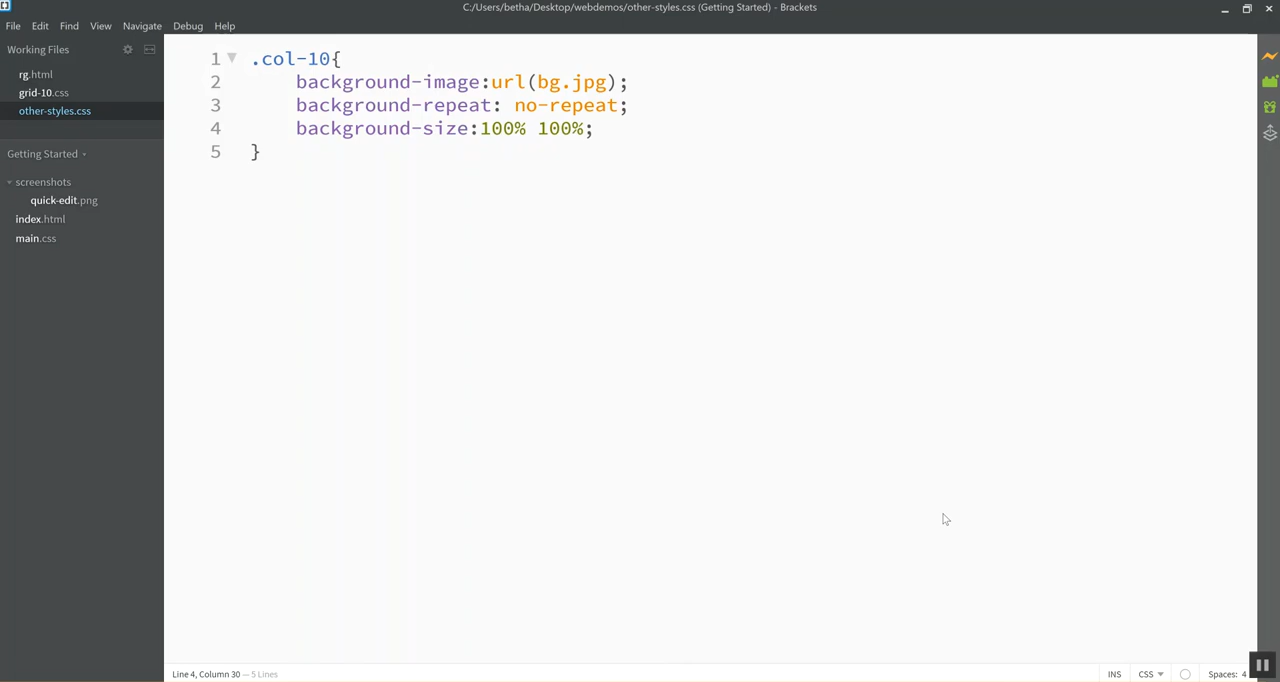 C:/Users/betha/Desktop/webdemos/other-styles.css (Getting Started) - Brackets
File Edit Find View Navigate Debug Help
Working Files
rg.html
grid-10.css
other-styles.css
Getting Started
screenshots
quick-edit.png
index.html
main.css
1 .col-10{
2 background-image:url(bg.jpg);
3 background-repeat: no-repeat;
4 background-size:100% 100%;
5 }
Line 4, Column 30 — 5 Lines
INS CSS Spaces: 4